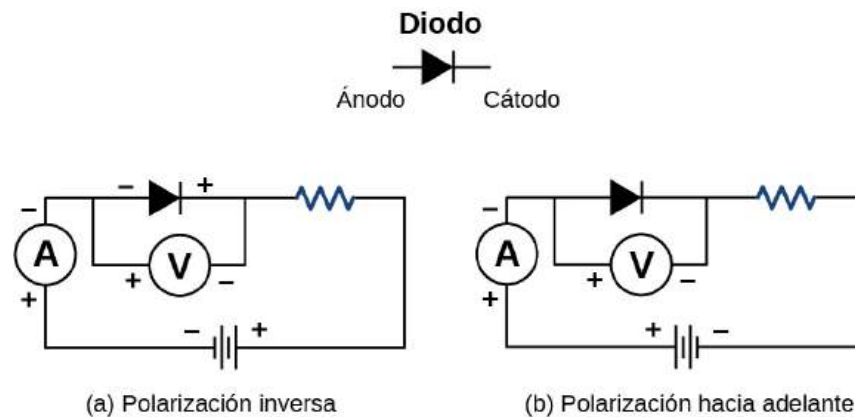 Diodo
Ánodo Cátodo
− +
− −
A V A V
+ − + −
+ +
− + + −
(a) Polarización inversa (b) Polarización hacia adelante